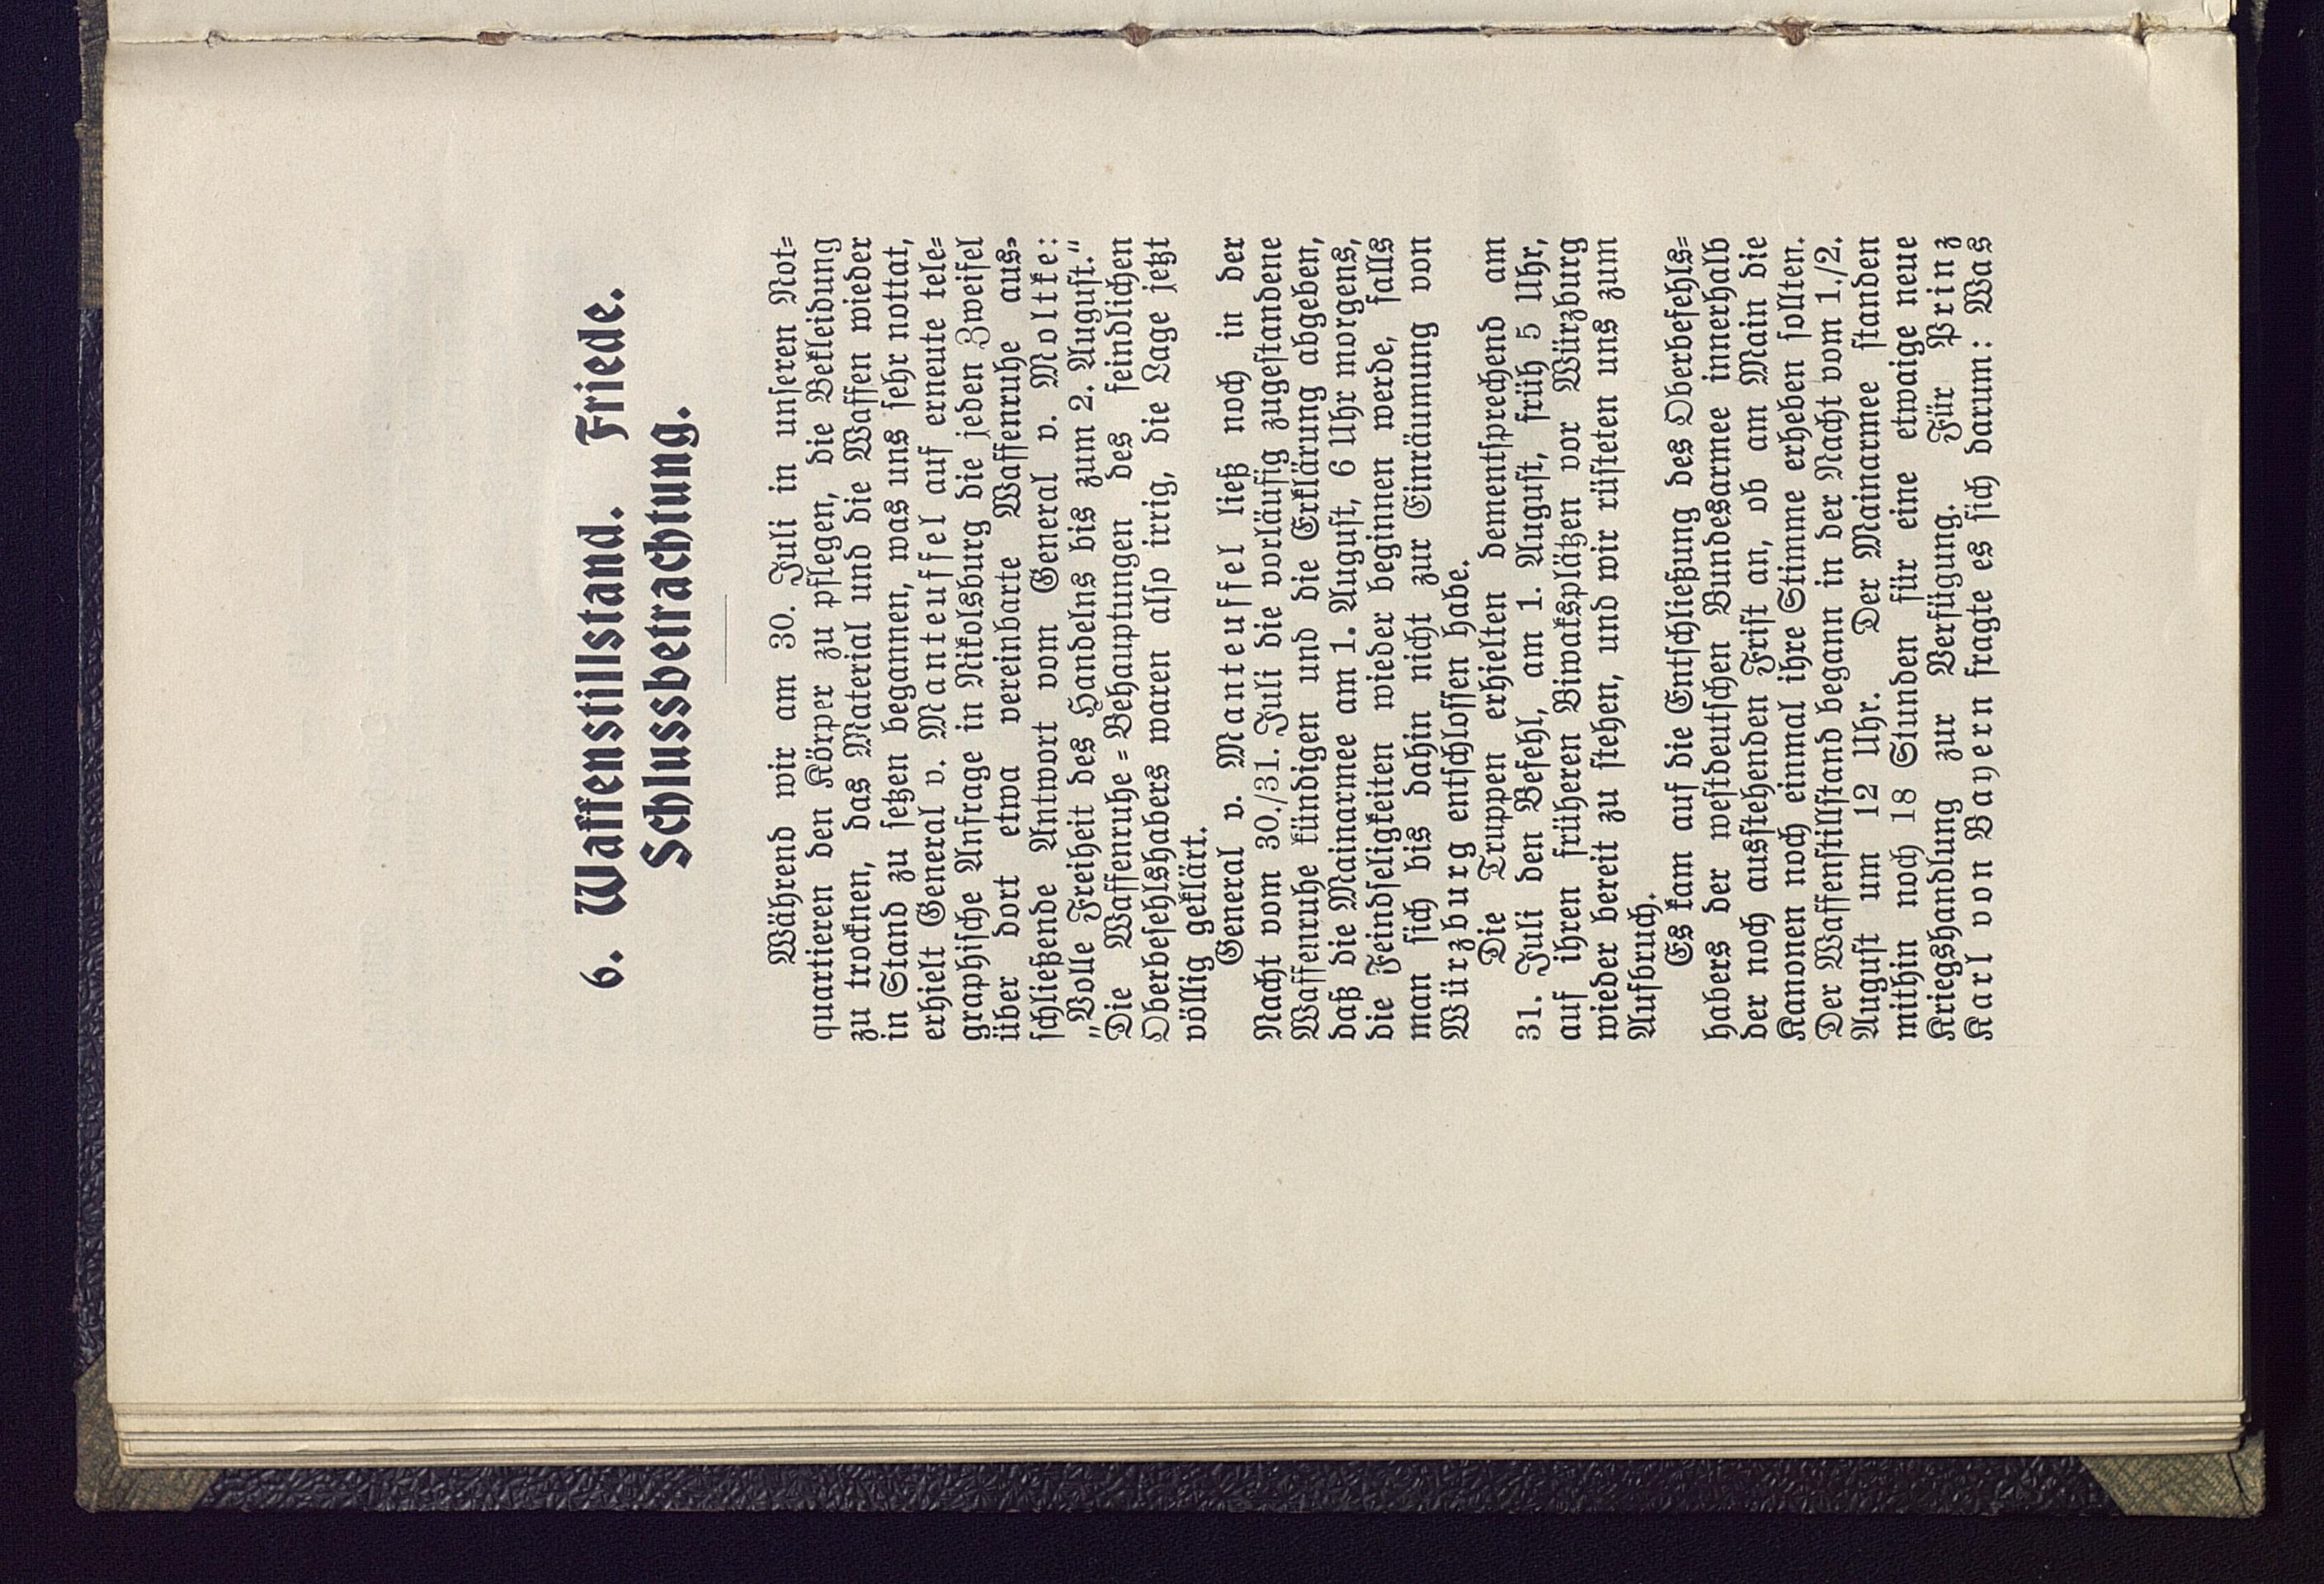 6. Waffenstillstand. Friede.
Schlussbetrachtung.
Während wir am 30. Juli in unseren Not-
quartieren den Körper zu pflegen, die Bekleidung
zu trocknen, das Material und die Waffen wieder
in Stand zu setzen begannen, was uns sehr nottat,
erhielt General v. Manteuffel auf erneute tele-
graphische Anfrage in Nikolsburg die jeden Zweifel
über dort etwa vereinbarte Waffenruhe aus-
schließende Antwort vom General v. Moltke:
„Volle Freiheit des Handelns bis zum 2. August.“
Die Waffenruhe-Behauptungen des feindlichen
Oberbefehlshabers waren also irrig, die Lage jetzt
völlig geklärt.
General v. Manteuffel ließ noch in der
Nacht vom 30./31. Juli die vorläufig zugestandene
Waffenruhe kündigen und die Erklärung abgeben,
daß die Mainarmee am 1. August, 6 Uhr morgens,
die Feindseligkeiten wieder beginnen werde, falls
man sich bis dahin nicht zur Einräumung von
Würzburg entschlossen habe.
Die Truppen erhielten dementsprechend am
31. Juli den Befehl, am 1. August, früh 5 Uhr,
auf ihren früheren Biwaksplätzen vor Würzburg
wieder bereit zu stehen, und wir rüsteten uns zum
Aufbruch.
Es kam auf die Entschließung des Oberbefehls-
habers der westdeutschen Bundesarmee innerhalb
der noch ausstehenden Frist an, ob am Main die
Kanonen noch einmal ihre Stimme erheben sollten.
Der Waffenstillstand begann in der Nacht vom 1./2.
August um 12 Uhr. Der Mainarmee standen
mithin noch 18 Stunden für eine etwaige neue
Kriegshandlung zur Verfügung. Für Prinz
Karl von Bayern fragte es sich darum: Was